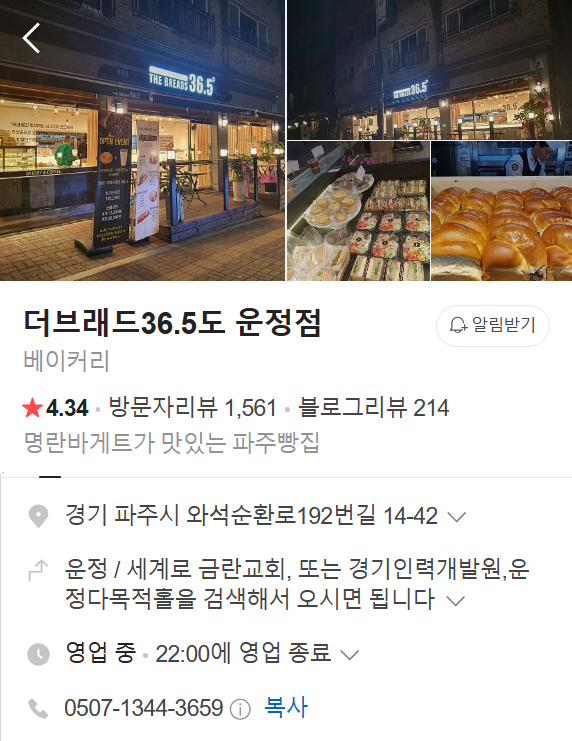 THE BREADS 36.5°
OPEN EVENT
BAKERY & COFFEE
더브래드36.5도 운정점
알림받기
베이커리
4.34 • 방문자리뷰 1,561 • 블로그리뷰 214
명란바게트가 맛있는 파주빵집
경기 파주시 와석순환로192번길 14-42
운정 / 세계로 금란교회, 또는 경기인력개발원,운
정다목적홀을 검색해서 오시면 됩니다
영업 중 • 22:00에 영업 종료
0507-1344-3659 복사